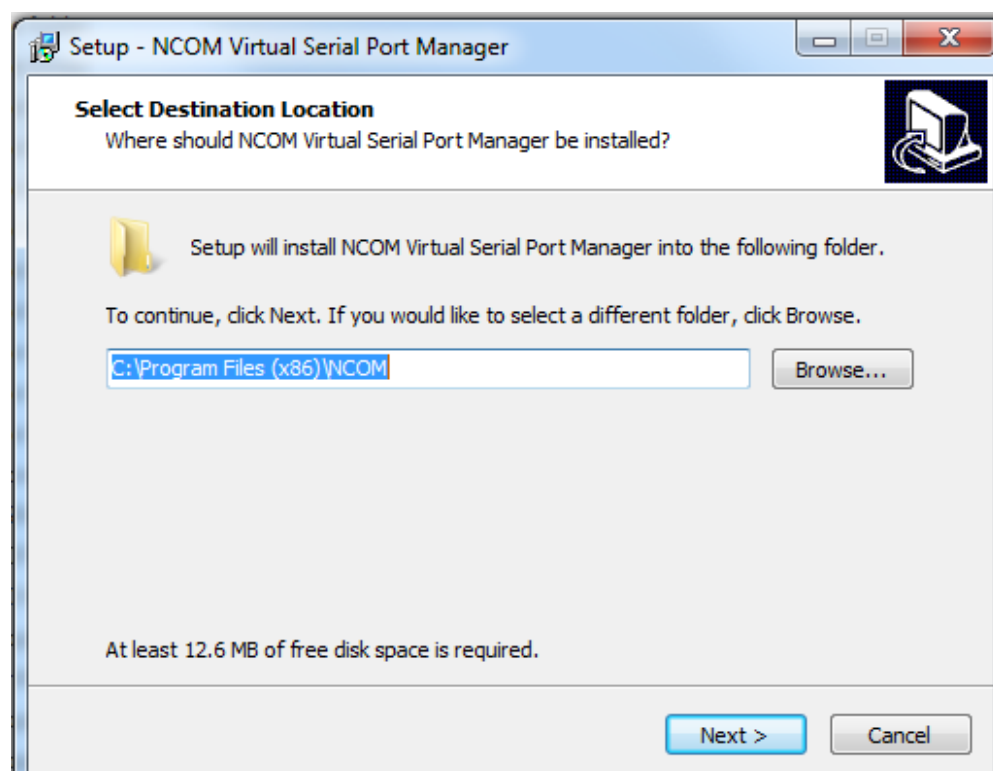 Setup - NCOM Virtual Serial Port Manager
Select Destination Location
Where should NCOM Virtual Serial Port Manager be installed?
Setup will install NCOM Virtual Serial Port Manager into the following folder.
To continue, click Next. If you would like to select a different folder, click Browse.
C:\Program Files (x86)\NCOM
Browse...
At least 12.6 MB of free disk space is required.
Next >
Cancel